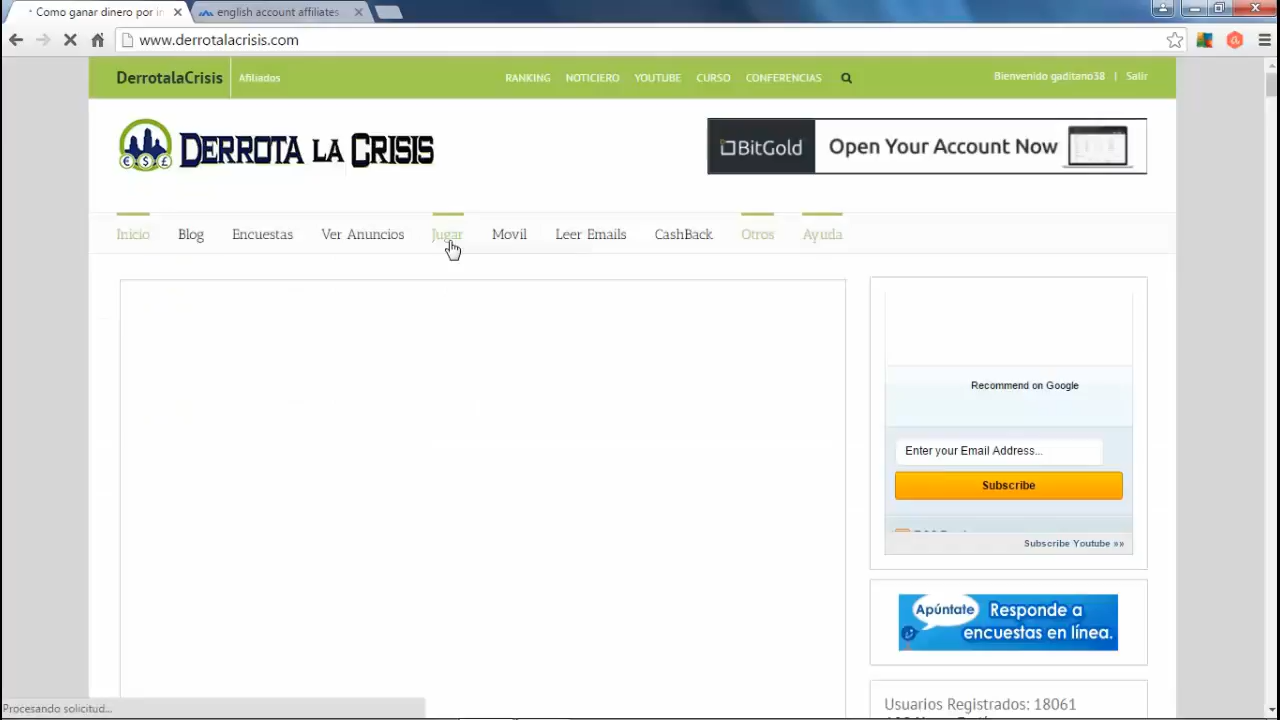 Como ganar dinero por in
english account affiliates
www.derrotalacrisis.com
DerrotalaCrisis
Afiliados
RANKING NOTICIERO YOUTUBE CURSO CONFERENCIAS
Bienvenido gaditano38 | Salir
DERROTA LA CRISIS
BitGold Open Your Account Now
Inicio Blog Encuestas Ver Anuncios Jugar Movil Leer Emails CashBack Otros Ayuda
Recommend on Google
Enter your Email Address...
Subscribe
Subscribe Youtube »»
Apúntate Responde a
encuestas en línea.
Usuarios Registrados: 18061
Procesando solicitud...